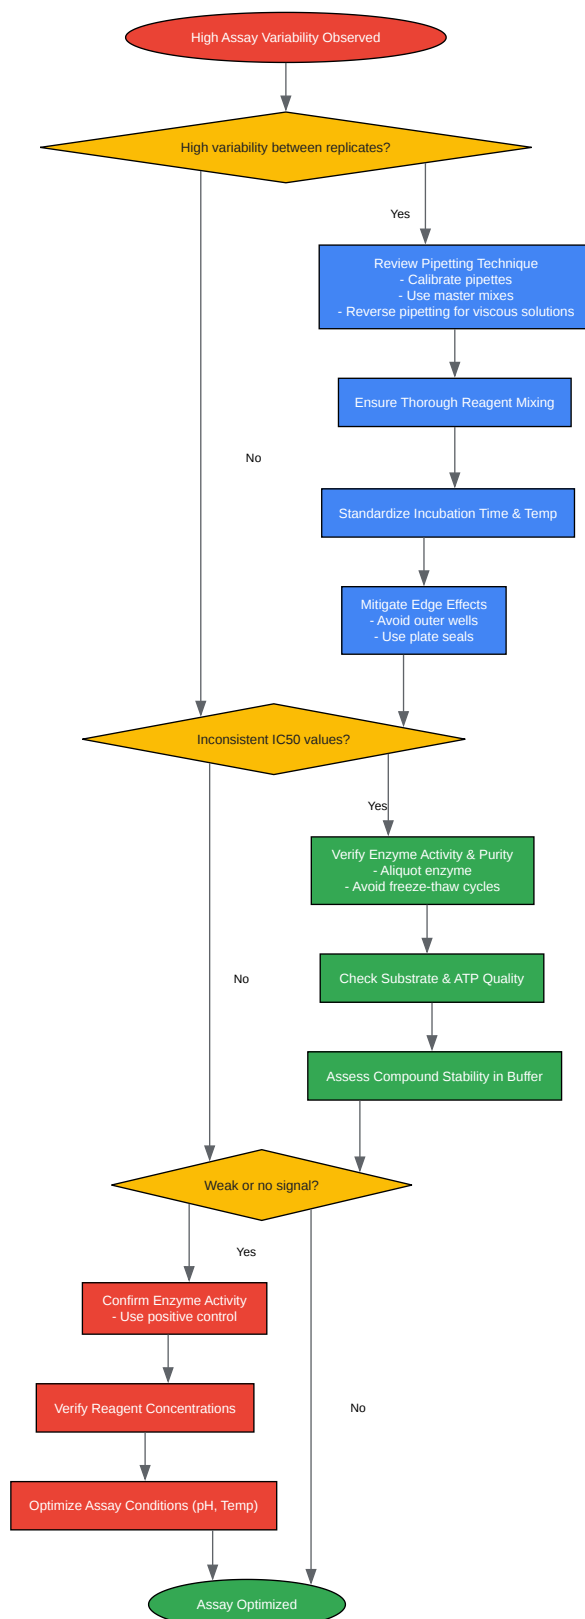 High Assay Variability Observed
High variability between replicates?
Yes
Review Pipetting Technique
- Calibrate pipettes
- Use master mixes
- Reverse pipetting for viscous solutions
Ensure Thorough Reagent Mixing
No
Standardize Incubation Time & Temp
Mitigate Edge Effects
- Avoid outer wells
- Use plate seals
Inconsistent IC50 values?
Yes
Verify Enzyme Activity & Purity
- Aliquot enzyme
- Avoid freeze-thaw cycles
No
Check Substrate & ATP Quality
Assess Compound Stability in Buffer
Weak or no signal?
Yes
Confirm Enzyme Activity
- Use positive control
No
Verify Reagent Concentrations
Optimize Assay Conditions (pH, Temp)
Assay Optimized